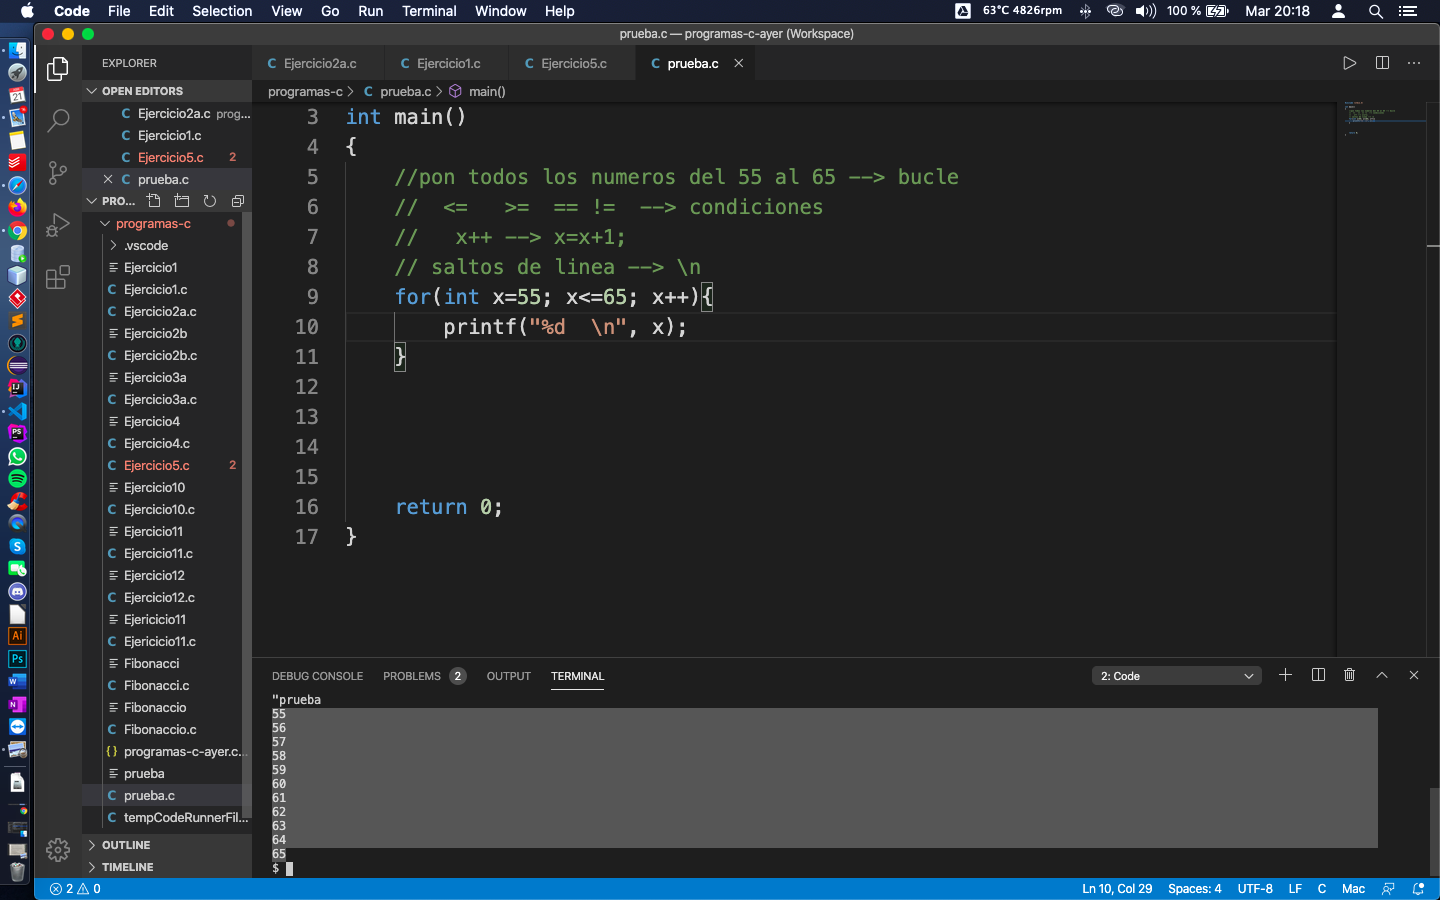 Code File Edit Selection View Go Run Terminal Window Help 63°C 4826rpm 100 % Mar 20:18
prueba.c — programas-c-ayer (Workspace)
EXPLORER
C Ejercicio2a.c C Ejercicio1.c C Ejercicio5.c C prueba.c
programas-c > C prueba.c > main()
OPEN EDITORS
C Ejercicio2a.c prog...
C Ejercicio1.c
C Ejercicio5.c 2
C prueba.c
PRO...
programas-c
.vscode
Ejercicio1
C Ejercicio1.c
C Ejercicio2a.c
Ejercicio2b
C Ejercicio2b.c
Ejercicio3a
C Ejercicio3a.c
Ejercicio4
C Ejercicio4.c
C Ejercicio5.c 2
Ejercicio10
C Ejercicio10.c
Ejercicio11
C Ejercicio11.c
Ejercicio12
C Ejercicio12.c
Ejericicio11
C Ejericicio11.c
Fibonacci
C Fibonacci.c
Fibonaccio
C Fibonaccio.c
{} programas-c-ayer.c...
prueba
C prueba.c
C tempCodeRunnerFil...
OUTLINE
TIMELINE
3 int main()
4 {
5 //pon todos los numeros del 55 al 65 --> bucle
6 // <= >= == != --> condiciones
7 // x++ --> x=x+1;
8 // saltos de linea --> \n
9 for(int x=55; x<=65; x++){
10 printf("%d \n", x);
11 }
12
13
14
15
16 return 0;
17 }
DEBUG CONSOLE PROBLEMS 2 OUTPUT TERMINAL 2: Code
"prueba
55
56
57
58
59
60
61
62
63
64
65
$
2 0 Ln 10, Col 29 Spaces: 4 UTF-8 LF C Mac